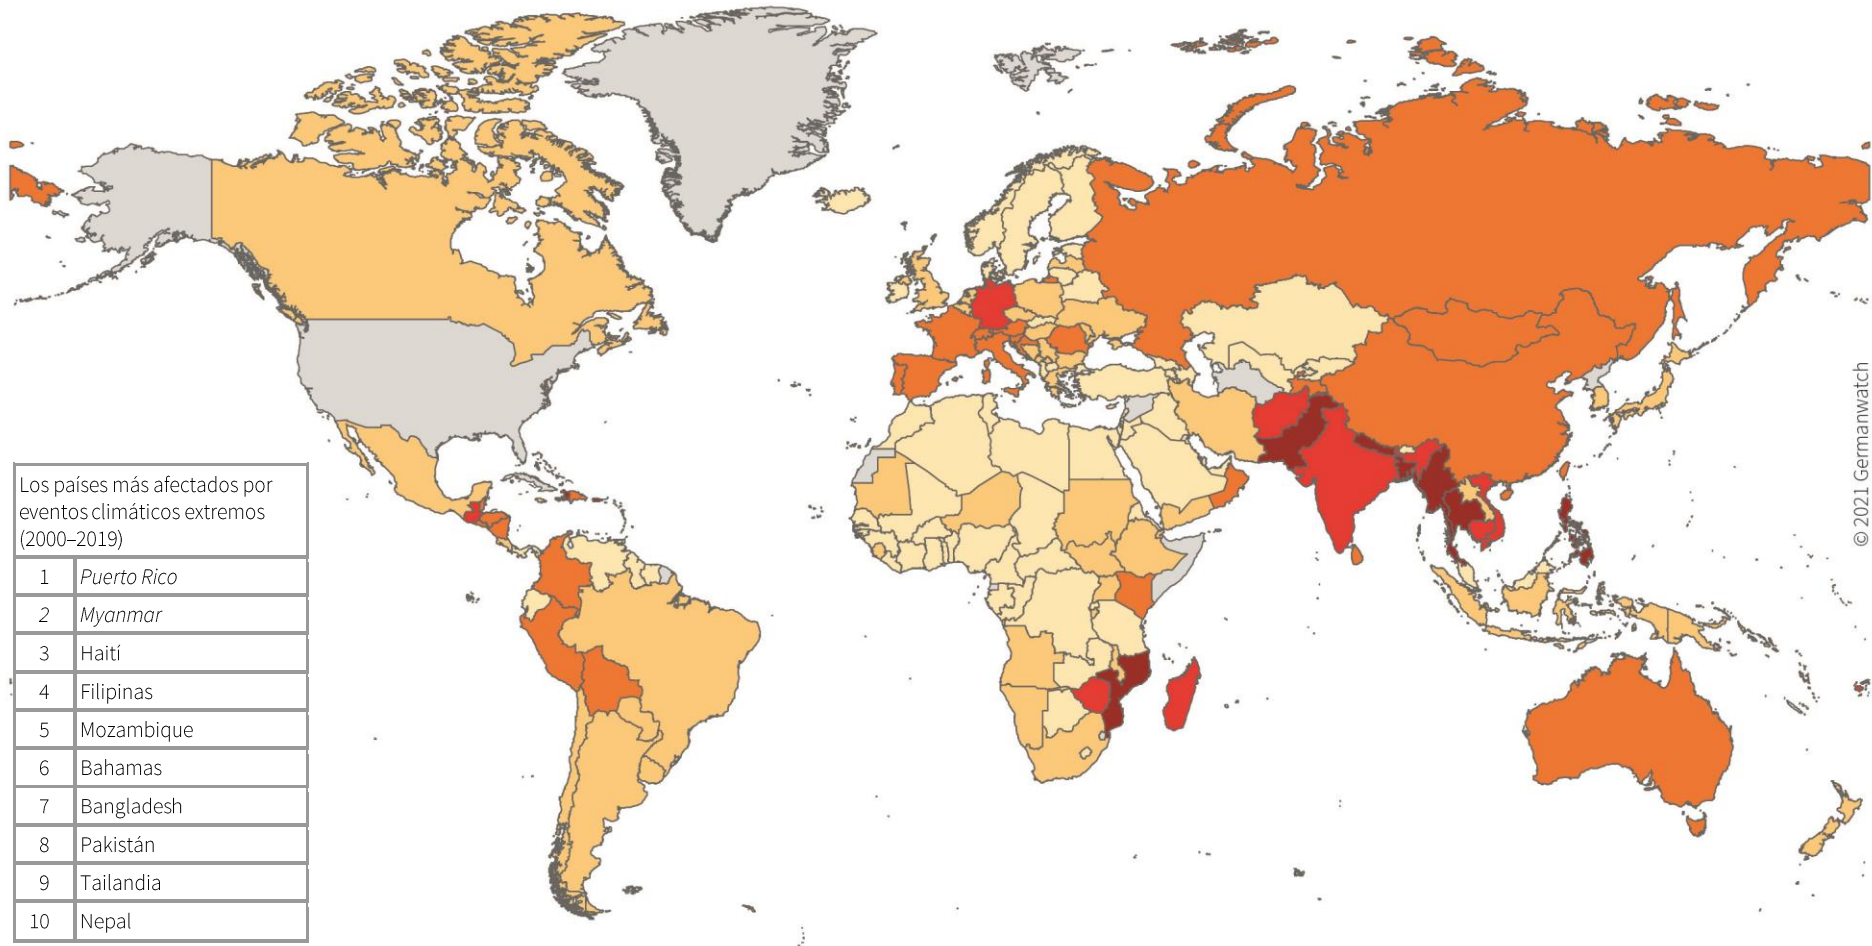 Los países más afectados por
eventos climáticos extremos
(2000–2019)
1 Puerto Rico
2 Myanmar
3 Haití
4 Filipinas
5 Mozambique
6 Bahamas
7 Bangladesh
8 Pakistán
9 Tailandia
10 Nepal
©2021 Germanwatch